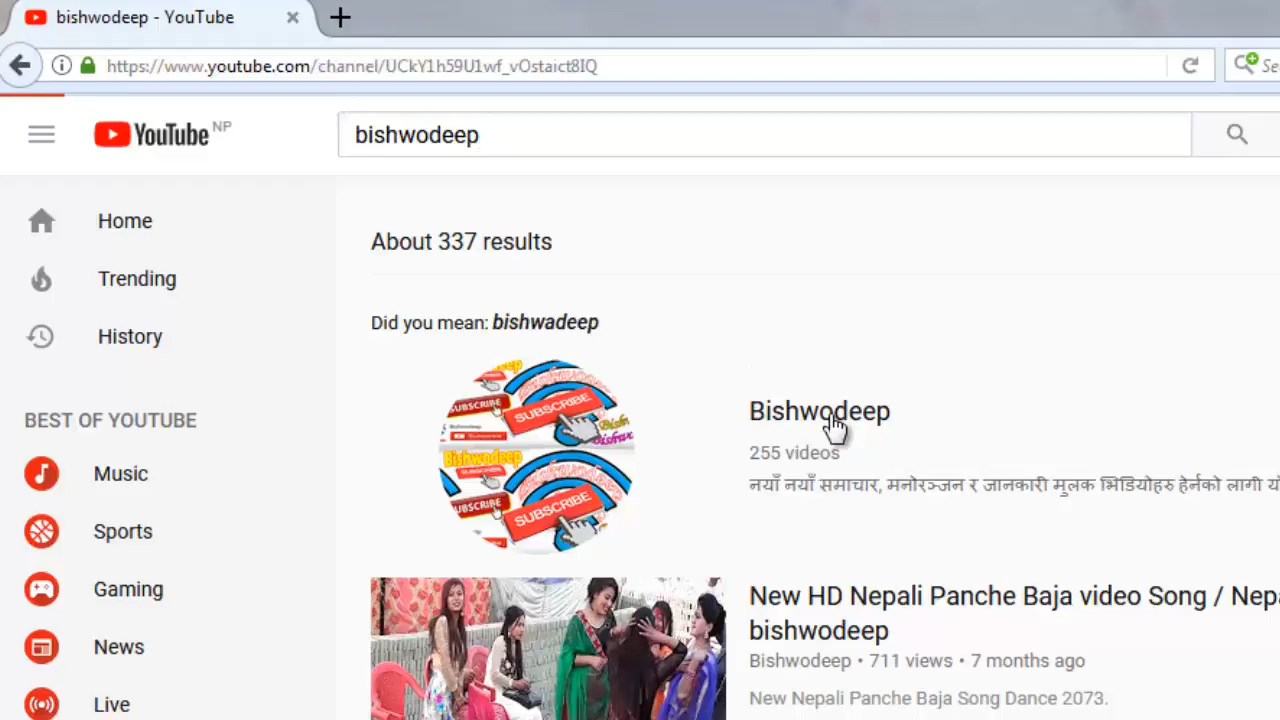 bishwodeep - YouTube
https://www.youtube.com/channel/UCkY1h59U1wf_vOstaict8IQ
YouTube NP
bishwodeep
Home
Trending
History
BEST OF YOUTUBE
Music
Sports
Gaming
News
Live
About 337 results
Did you mean: bishwadeep
SUBSCRIBE
SUBSCRIBE
Bishwodeep
SUBSCRIBE
SUBSCRIBE
Bishwodeep
255 videos
नयाँ नयाँ समाचार, मनोरञ्जन र जानकारी मुलक भिडियोहरु हेर्नको लागी
New HD Nepali Panche Baja video Song /
bishwodeep
Bishwodeep • 711 views • 7 months ago
New Nepali Panche Baja Song Dance 2073.